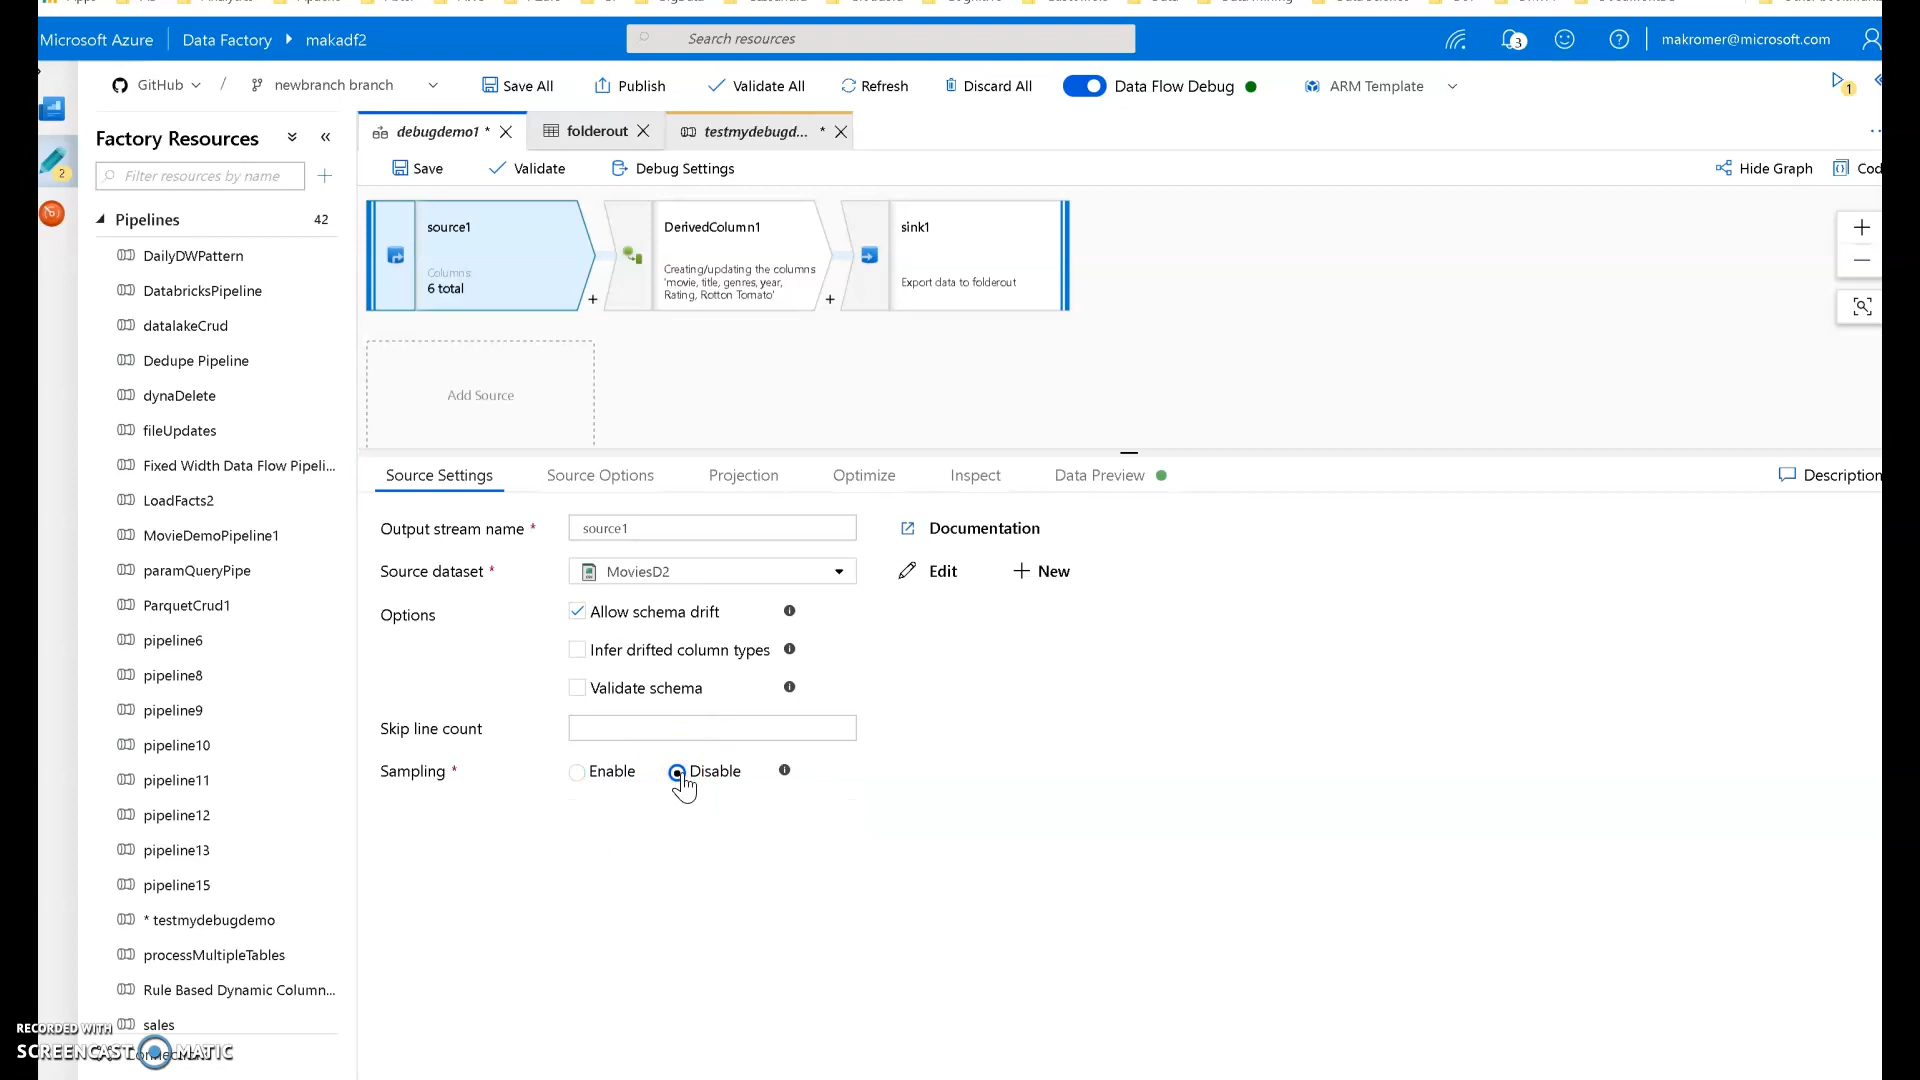 Microsoft Azure
Data Factory
makadf2
Search resources
3
makromer@microsoft.com
GitHub
/
newbranch branch
Save All
Publish
Validate All
Refresh
Discard All
Data Flow Debug
ARM Template
1
2
Factory Resources
Filter resources by name
Pipelines 42
DailyDWPattern
DatabricksPipeline
datalakeCrud
Dedupe Pipeline
dynaDelete
fileUpdates
Fixed Width Data Flow Pipeli...
LoadFacts2
MovieDemoPipeline1
paramQueryPipe
ParquetCrud1
pipeline6
pipeline8
pipeline9
pipeline10
pipeline11
pipeline12
pipeline13
pipeline15
* testmydebugdemo
processMultipleTables
Rule Based Dynamic Column...
sales
debugdemo1 *
folderout
testmydebugd... *
Save
Validate
Debug Settings
Hide Graph
Cod
source1
Columns:
6 total
DerivedColumn1
Creating/updating the columns
'movie, title, genres, year,
Rating, Rotton Tomato'
sink1
Export data to folderout
Add Source
Source Settings
Source Options
Projection
Optimize
Inspect
Data Preview
Description
Output stream name *
source1
Documentation
Source dataset *
MoviesD2
Edit
New
Options
Allow schema drift
Infer drifted column types
Validate schema
Skip line count
Sampling *
Enable
Disable
RECORDED WITH
SCREENCAST MATIC